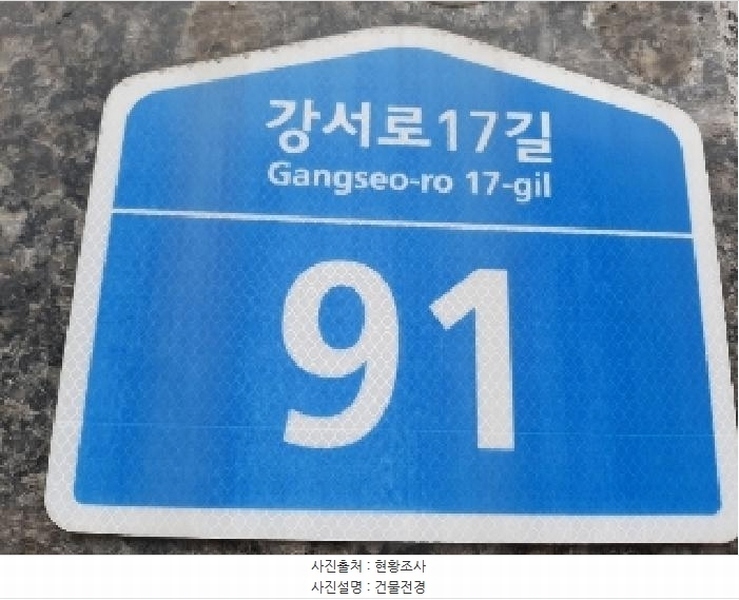 강서로17길
Gangseo-ro 17-gil
91
사진출처 : 현황조사
사진설명 : 건물전경